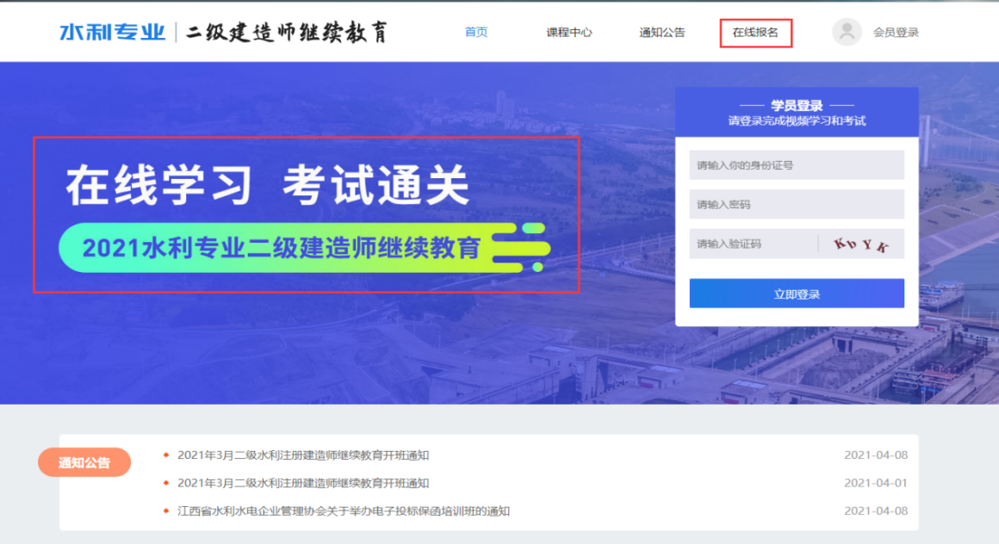 水利专业 二级建造师继续教育 首页 课程中心 通知公告 在线报名 会员登录
学员登录
请登录完成视频学习和考试
请输入你的身份证号
在线学习 考试通关
请输入密码
2021水利专业二级建造师继续教育
请输入验证码 KbYK
立即登录
通知公告
2021年3月二级水利注册建造师继续教育开班通知 2021-04-08
2021年3月二级水利注册建造师继续教育开班通知 2021-04-01
江西省水利水电企业管理协会关于举办电子投标保函培训班的通知 2021-04-08